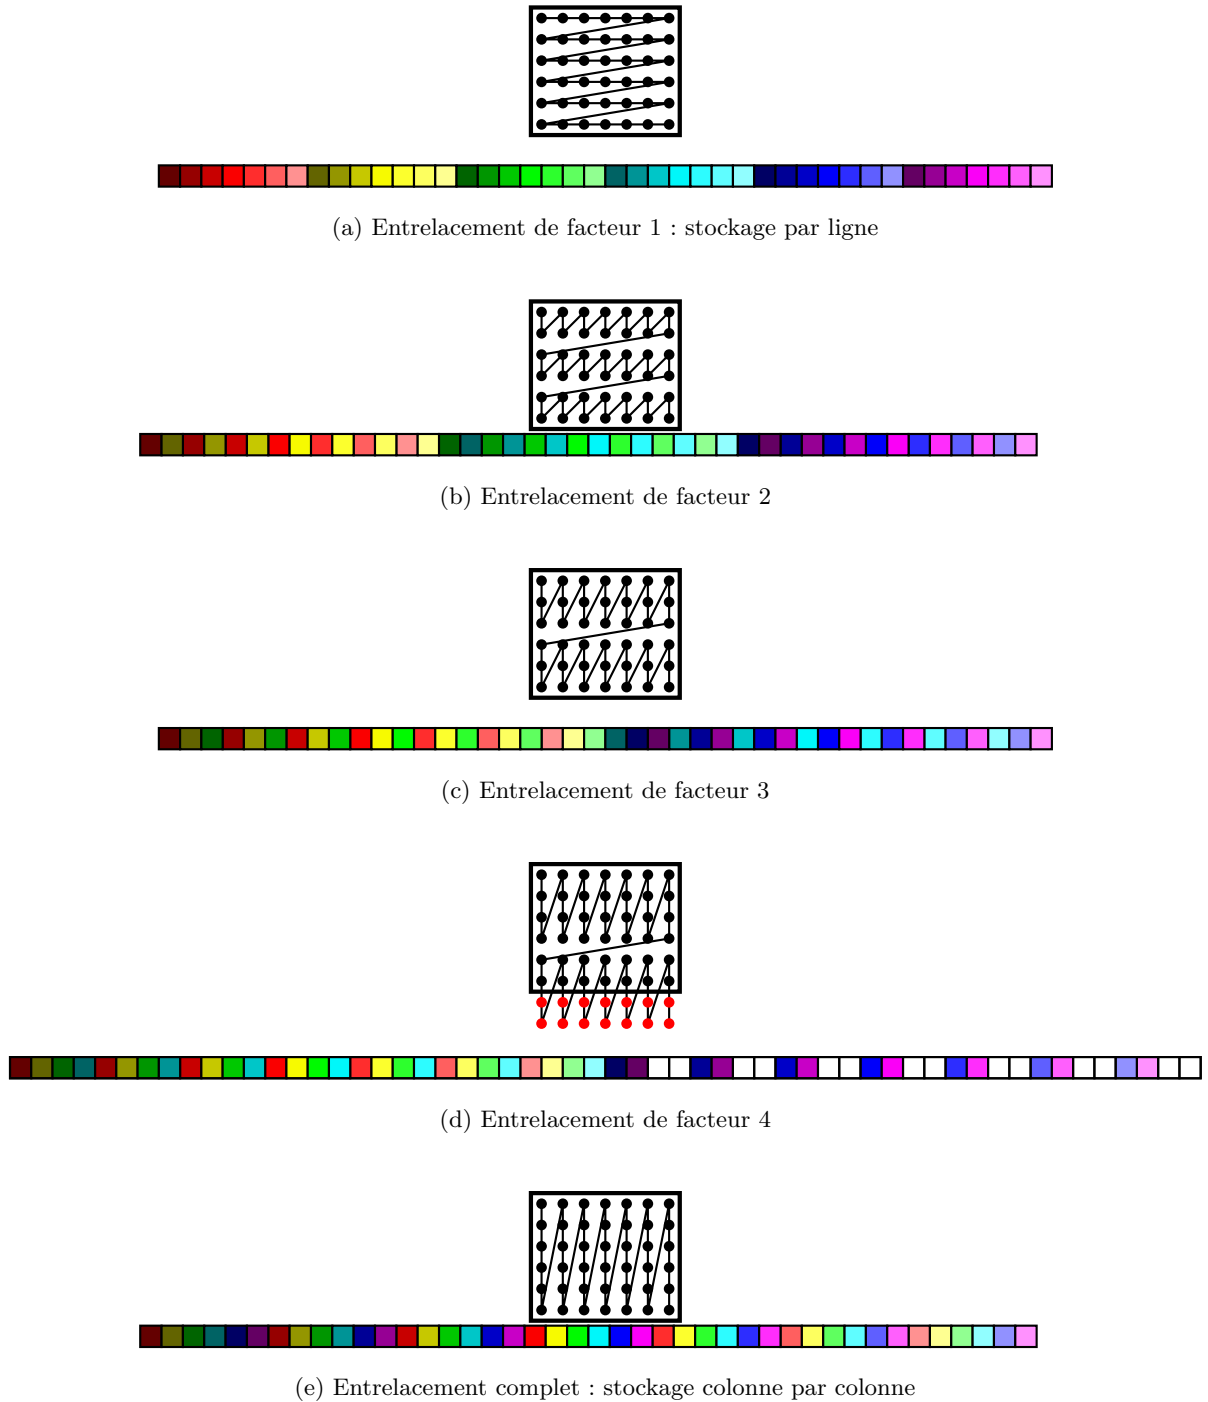 (a) Entrelacement de facteur 1 : stockage par ligne
(b) Entrelacement de facteur 2
(c) Entrelacement de facteur 3
(d) Entrelacement de facteur 4
(e) Entrelacement complet : stockage colonne par colonne